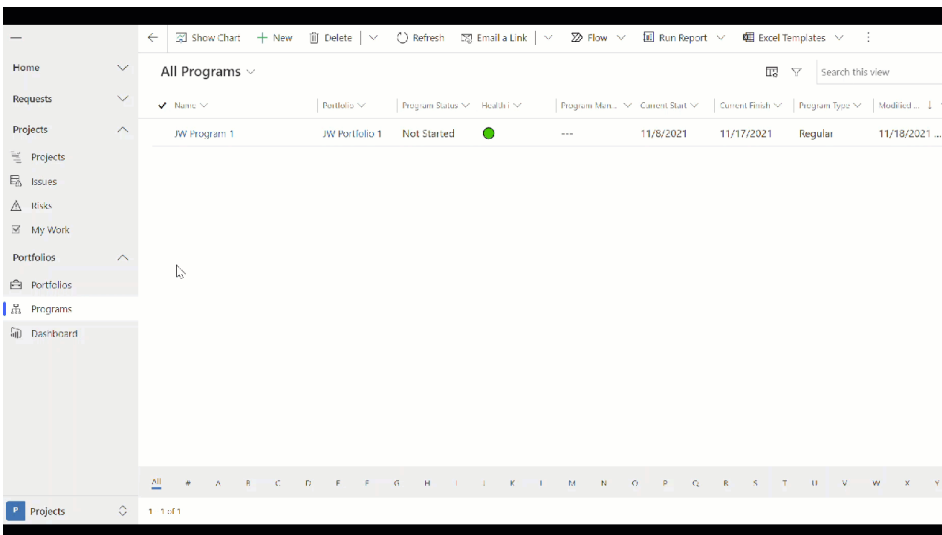 Show Chart New Delete Refresh Email a Link Flow Run Report Excel Templates
Home
All Programs
Search this view
Requests
Name Portfolio Program Status Health I Program Man... Current Start Current Finish Program Type Modified ...
Projects
JW Program 1 JW Portfolio 1 Not Started --- 11/8/2021 11/17/2021 Regular 11/18/2021 ...
Projects
Issues
Risks
My Work
Portfolios
Portfolios
Programs
Dashboard
All # A B C D E F G H I J K L M N O P Q R S T U V W X Y
P Projects
1 - 1 of 1